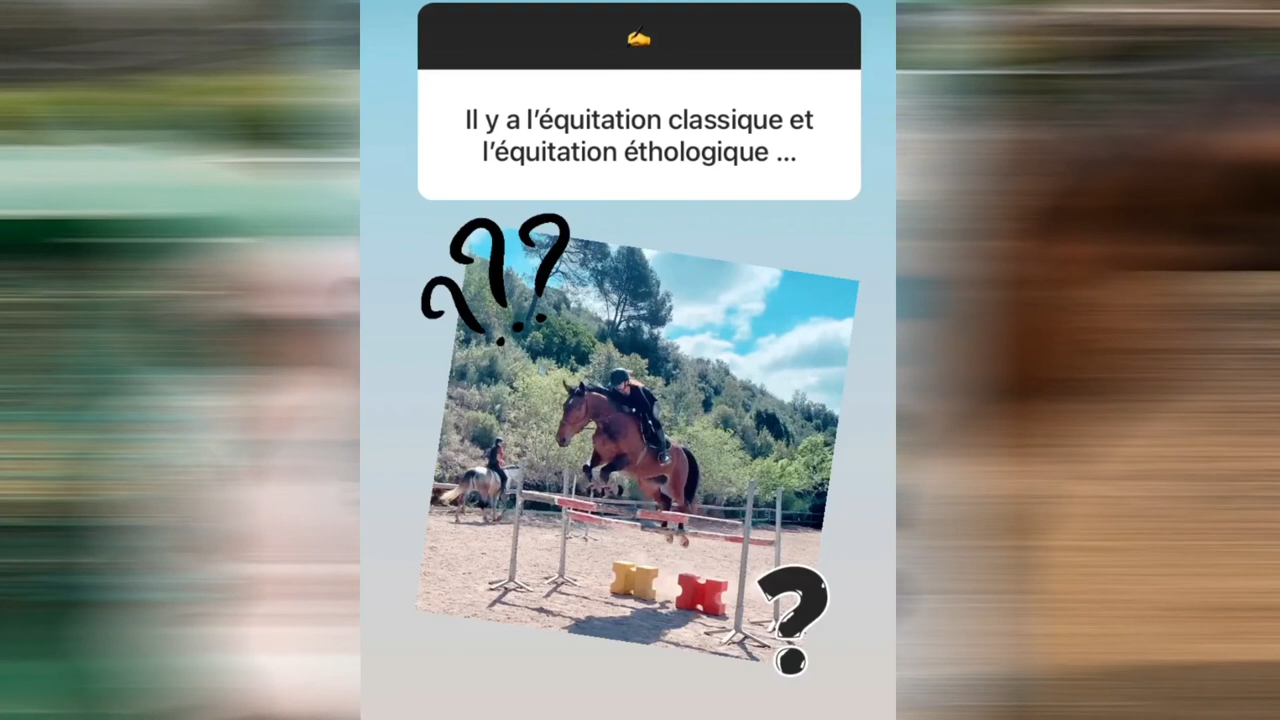 Il y a l’équitation classique et
l’équitation éthologique ...
???
?